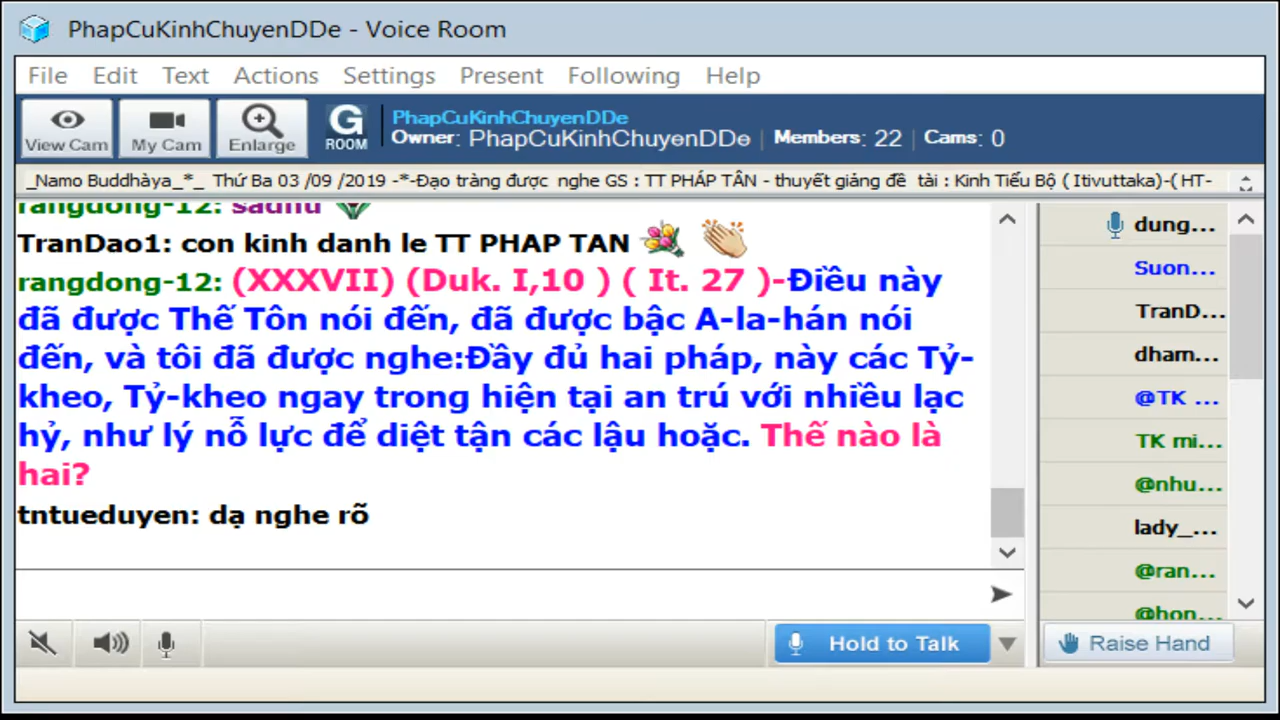 PhapCuKinhChuyenDDe - Voice Room
File Edit Text Actions Settings Present Following Help
View Cam My Cam Enlarge G ROOM PhapCuKinhChuyenDDe
Owner: PhapCuKinhChuyenDDe | Members: 22 | Cams: 0
_Namo Buddhàya_*_ Thứ Ba 03 /09 /2019 -*-Đạo tràng được nghe GS : TT PHÁP TÂN - thuyết giảng đề tài : Kinh Tiểu Bộ ( Itivuttaka)-( HT-
rangdong-12: sadhu
TranDao1: con kinh danh le TT PHAP TAN
rangdong-12: (XXXVII) (Duk. I,10 ) ( It. 27 )-Điều này
đã được Thế Tôn nói đến, đã được bậc A-la-hán nói
đến, và tôi đã được nghe:Đầy đủ hai pháp, này các Tỷ-
kheo, Tỷ-kheo ngay trong hiện tại an trú với nhiều lạc
hỷ, như lý nỗ lực để diệt tận các lậu hoặc. Thế nào là
hai?
tntueduyen: dạ nghe rõ
dung...
Suon...
TranD...
dham...
@TK ...
TK mi...
@nhu...
lady_...
@ran...
@hon...
Hold to Talk
Raise Hand